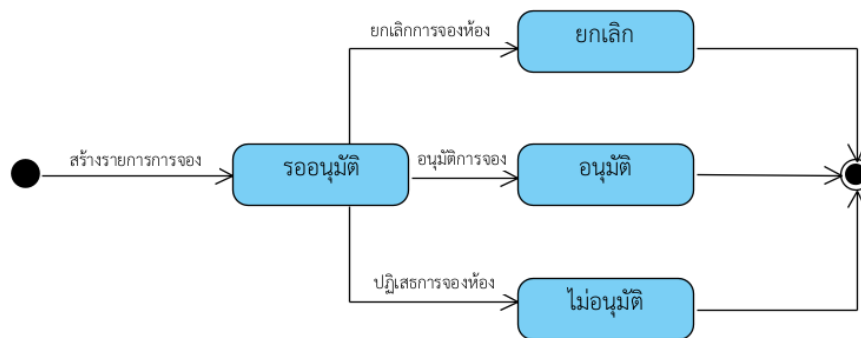 ยกเลิกการจองห้อง
ยกเลิก
สร้างรายการการจอง
รออนุมัติ
อนุมัติการจอง
อนุมัติ
ปฏิเสธการจองห้อง
ไม่อนุมัติ